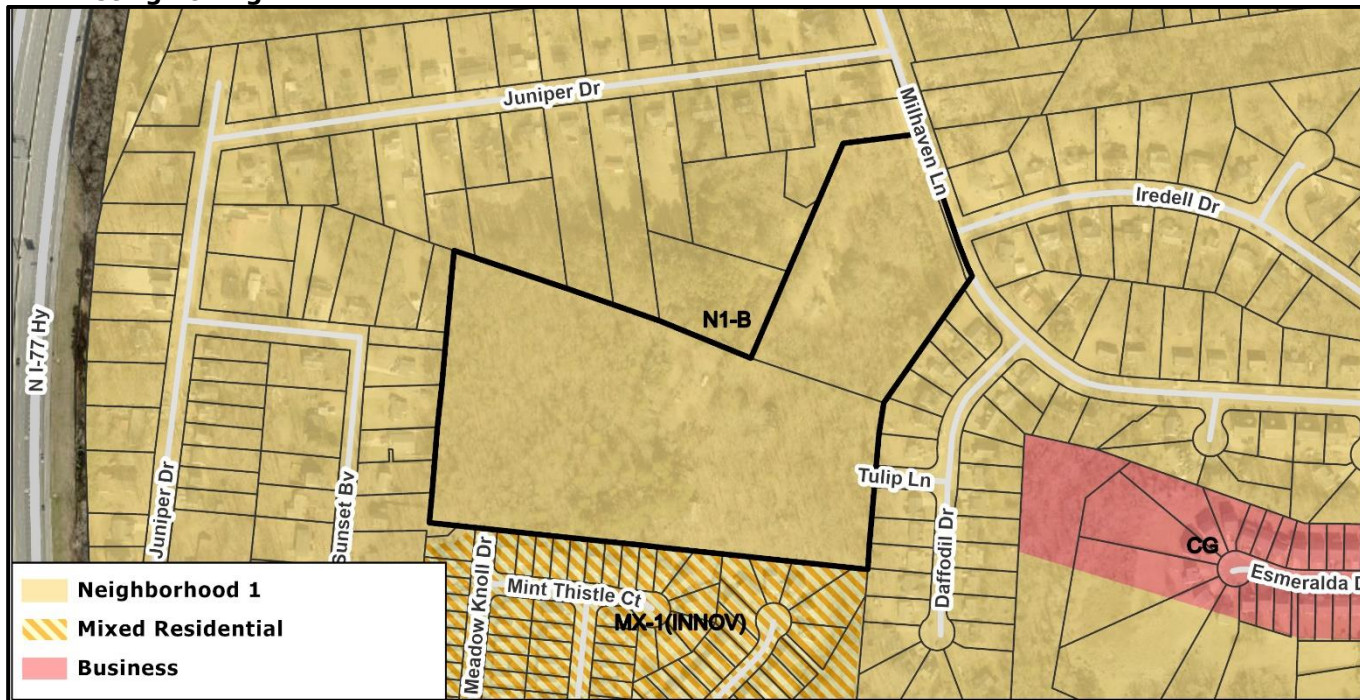 Juniper Dr
Milhaven Ln
Iredell Dr
N I-77 Hy
N1-B
Tulip Ln
Juniper Dr
Sunset Bv
Daffodil Dr
CG
Esmeralda D
Meadow Knoll Dr
Mint Thistle Ct
MX-1(INNOV)
Neighborhood 1
Mixed Residential
Business